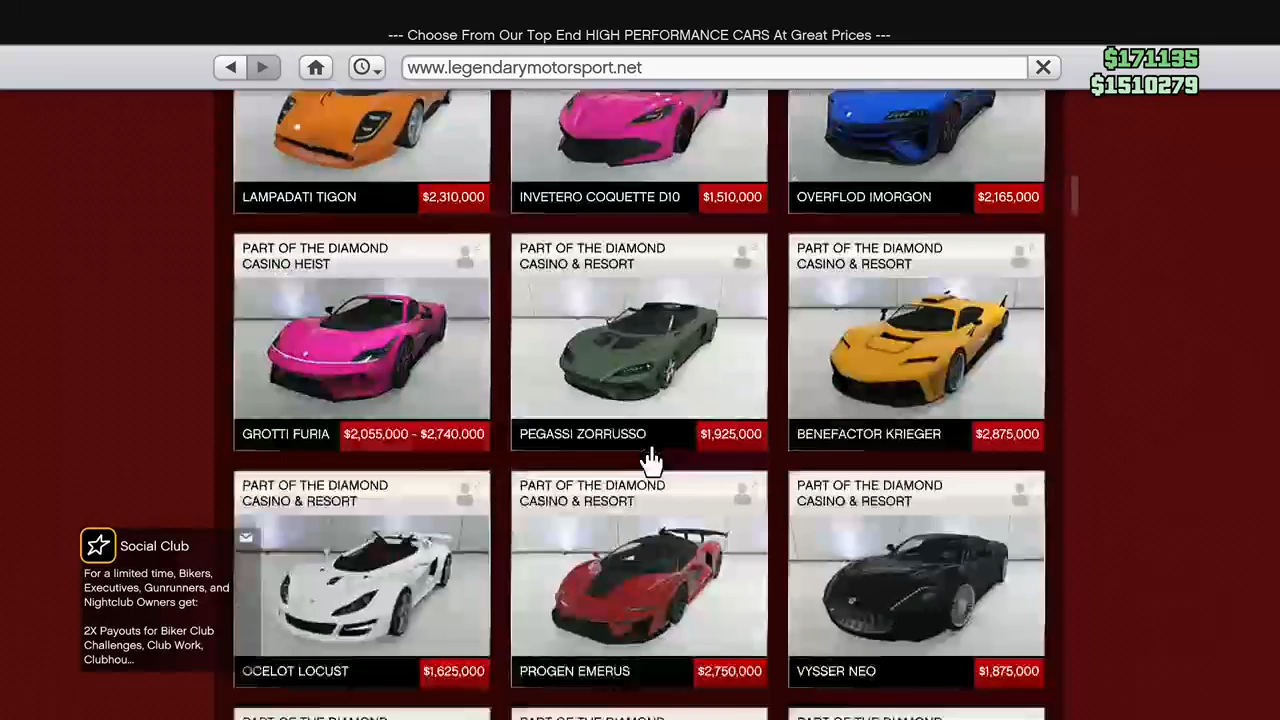 --- Choose From Our Top End HIGH PERFORMANCE CARS At Great Prices ---
www.legendarymotorsport.net
$171135
$1510279
LAMPADATI TIGON $2,310,000
INVETERO COQUETTE D10 $1,510,000
OVERFLOD IMORGON $2,165,000
PART OF THE DIAMOND
CASINO HEIST
GROTTI FURIA $2,055,000 - $2,740,000
PART OF THE DIAMOND
CASINO & RESORT
PEGASSI ZORRUSSO $1,925,000
PART OF THE DIAMOND
CASINO & RESORT
BENEFACTOR KRIEGER $2,875,000
PART OF THE DIAMOND
CASINO & RESORT
OCELOT LOCUST $1,625,000
PART OF THE DIAMOND
CASINO & RESORT
PROGEN EMERUS $2,750,000
PART OF THE DIAMOND
CASINO & RESORT
VYSSER NEO $1,875,000
Social Club
For a limited time, Bikers,
Executives, Gunrunners, and
Nightclub Owners get:
2X Payouts for Biker Club
Challenges, Club Work,
Clubhou...